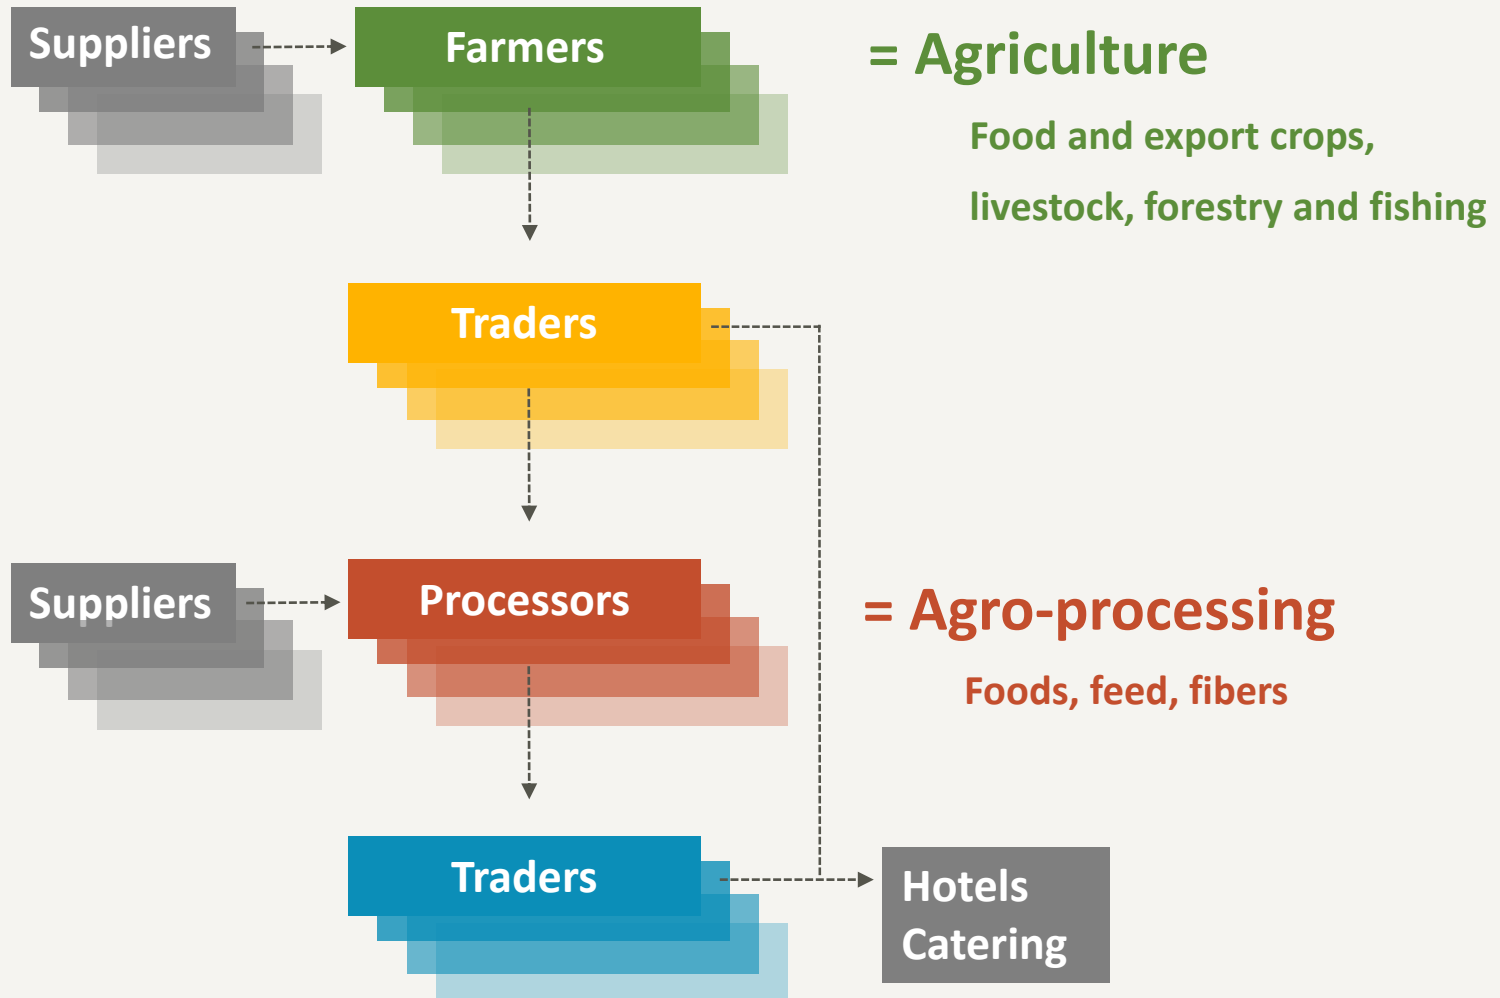 Suppliers
Farmers
= Agriculture
Food and export crops,
livestock, forestry and fishing
Traders
Suppliers
Processors
= Agro-processing
Foods, feed, fibers
Traders
Hotels
Catering